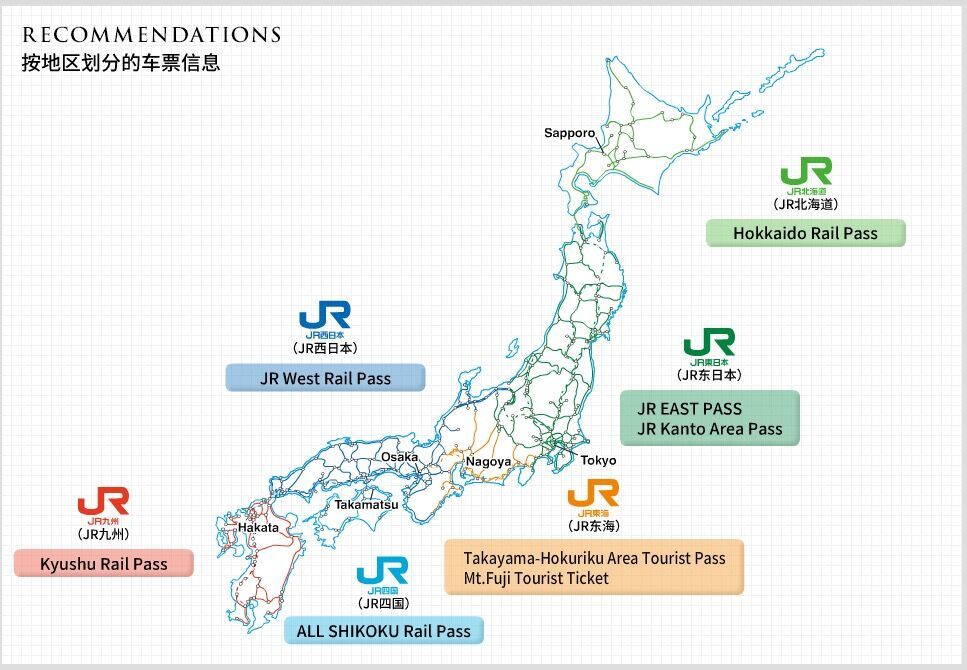 RECOMMENDATIONS
按地区划分的车票信息
Sapporo
JR
JR北海道
(JR北海道)
Hokkaido Rail Pass
JR
JR西日本
(JR西日本)
JR West Rail Pass
JR
JR東日本
(JR东日本)
JR EAST PASS
JR Kanto Area Pass
Osaka
Nagoya
Tokyo
Takamatsu
Hakata
JR
JR九州
(JR九州)
Kyushu Rail Pass
JR
JR東海
(JR东海)
Takayama-Hokuriku Area Tourist Pass
Mt.Fuji Tourist Ticket
JR
JR四国
(JR四国)
ALL SHIKOKU Rail Pass